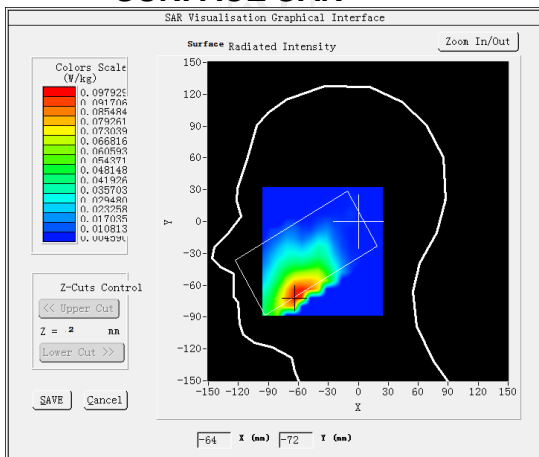 SURFACE SAR
SAR Visualisation Graphical Interface
Surface Radiated Intensity
Zoom In/Out
Colors Scale
(W/kg)
0.097929
0.091706
0.085484
0.079261
0.073039
0.066816
0.060593
0.054371
0.048148
0.041926
0.035703
0.029480
0.023258
0.017035
0.010813
0.004590
150
120
90
60
30
0
-30
-60
-90
-120
-150
Y
-150 -120 -90 -60 -30 0 30 60 90 120 150
X
Z-Cuts Control
<< Upper Cut
Z = 2 mm
Lower Cut >>
SAVE Cancel
-64 X (mm) -72 Y (mm)